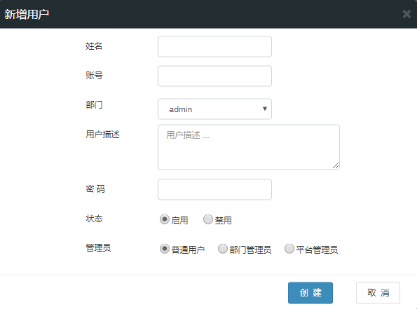 新增用户
姓名
账号
部门 admin
用户描述 用户描述 ...
密 码
状态 启用 禁用
管理员 普通用户 部门管理员 平台管理员
创 建 取 消